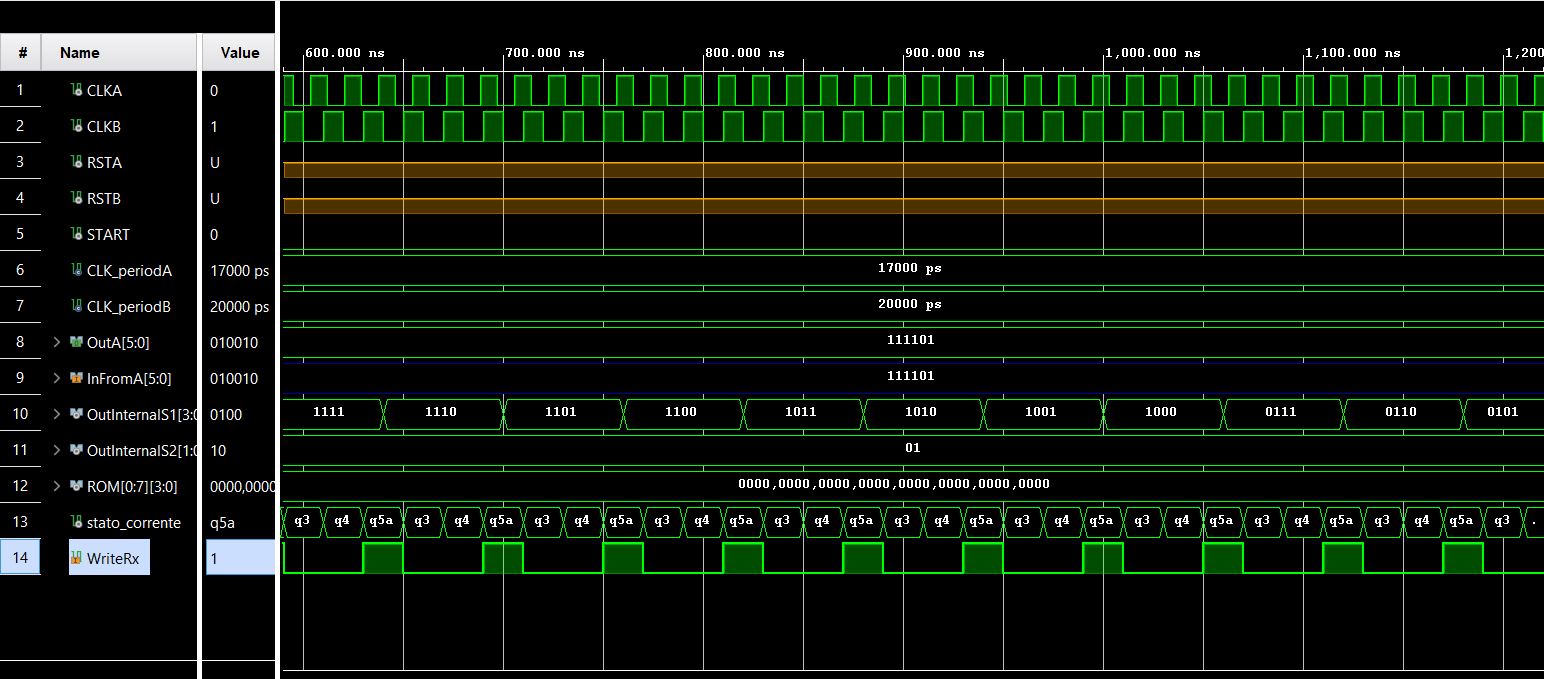 600.000 ns 700.000 ns 800.000 ns 900.000 ns 1,000.000 ns 1,100.000 ns 1,200
# Name Value
1 CLKA 0
2 CLKB 1
3 RSTA U
4 RSTB U
5 START 0
6 CLK_periodA 17000 ps 17000 ps
7 CLK_periodB 20000 ps 20000 ps
8 OutA[5:0] 010010 111101
9 InFromA[5:0] 010010 111101
10 OutInternalS1[3:0 0100 1111 1110 1101 1100 1011 1010 1001 1000 0111 0110 0101
11 OutInternalS2[1:0 10 01
12 ROM[0:7][3:0] 0000,0000 0000,0000,0000,0000,0000,0000,0000,0000
13 stato_corrente q5a q3 q4 q5a q3 q4 q5a q3 q4 q5a q3 q4 q5a q3 q4 q5a q3 q4 q5a q3 q4 q5a q3 q4 q5a q3 q4 q5a q3 q4 q5a q3 .
14 WriteRx 1